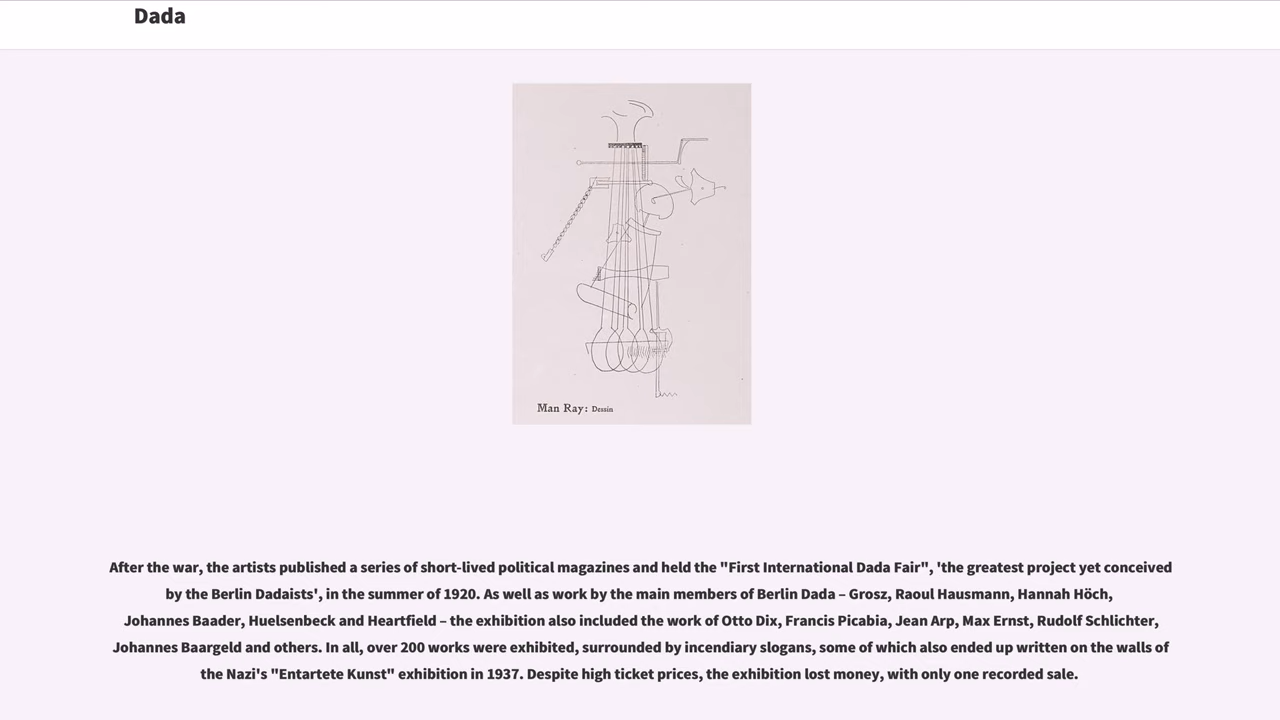 Dada
Man Ray: Dessin
After the war, the artists published a series of short-lived political magazines and held the "First International Dada Fair", 'the greatest project yet conceived
by the Berlin Dadaists', in the summer of 1920. As well as work by the main members of Berlin Dada – Grosz, Raoul Hausmann, Hannah Höch,
Johannes Baader, Huelsenbeck and Heartfield – the exhibition also included the work of Otto Dix, Francis Picabia, Jean Arp, Max Ernst, Rudolf Schlichter,
Johannes Baargeld and others. In all, over 200 works were exhibited, surrounded by incendiary slogans, some of which also ended up written on the walls of
the Nazi's "Entartete Kunst" exhibition in 1937. Despite high ticket prices, the exhibition lost money, with only one recorded sale.